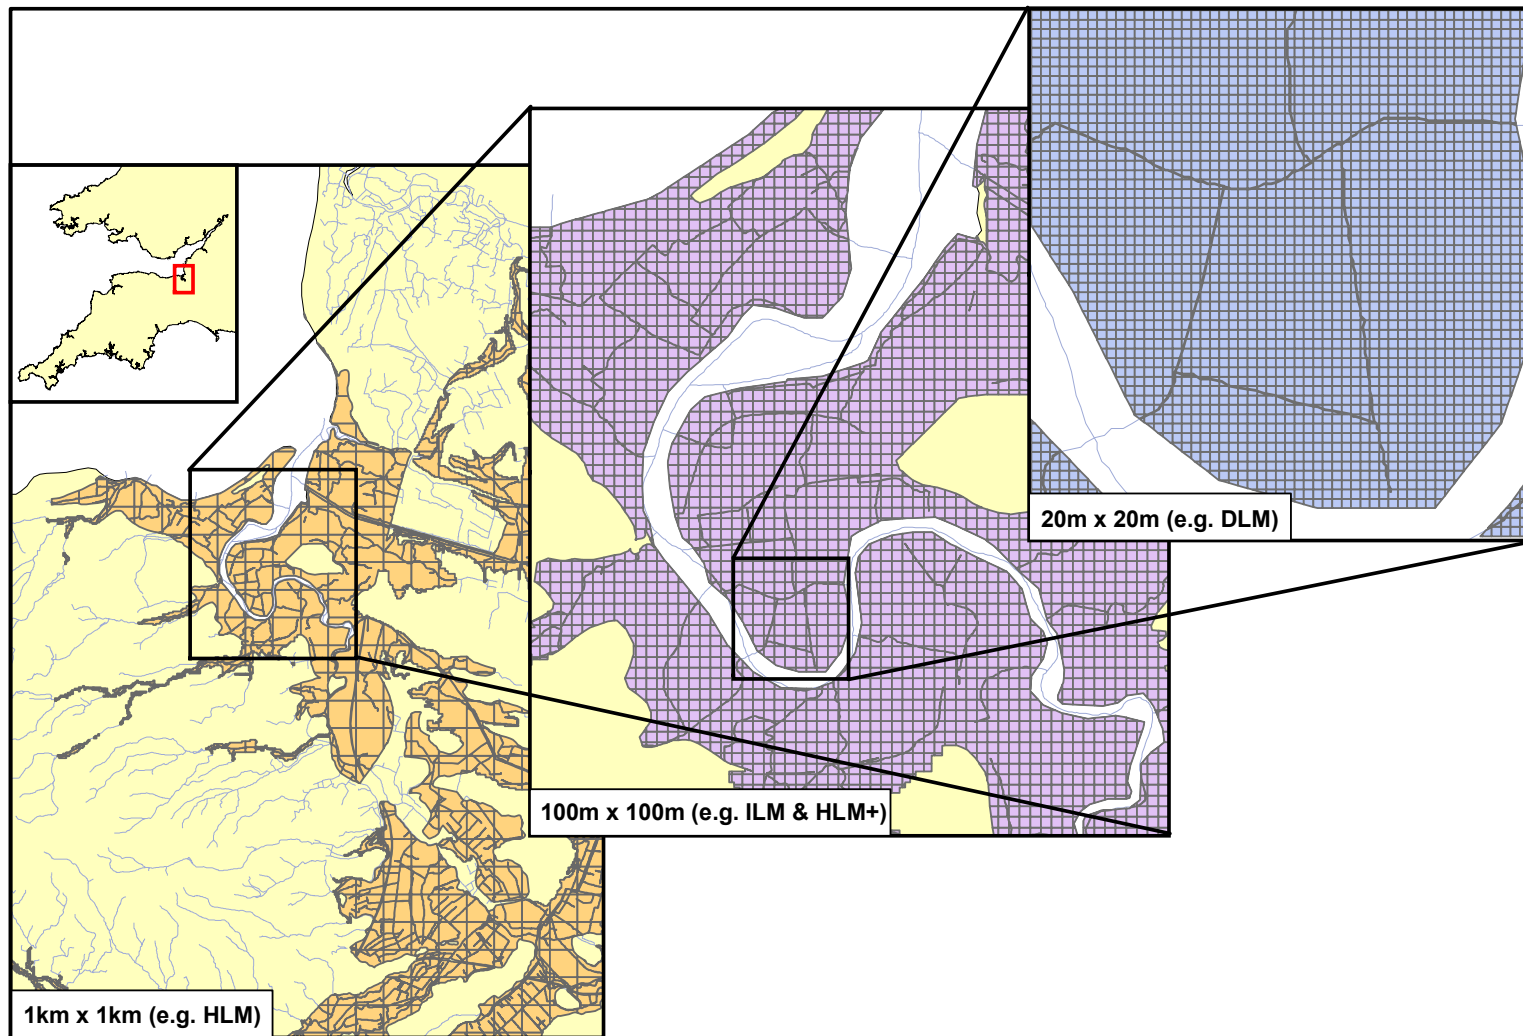 20m x 20m (e.g. DLM)
100m x 100m (e.g. ILM & HLM+)
1km x 1km (e.g. HLM)